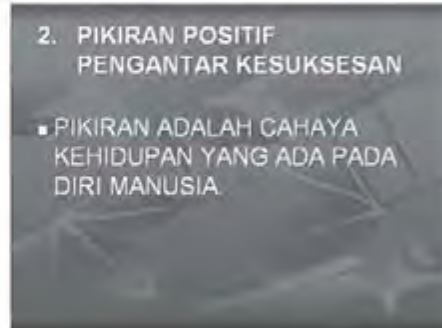 2. PIKIRAN POSITIF
PENGANTAR KESUKSESAN
▪ PIKIRAN ADALAH CAHAYA
KEHIDUPAN YANG ADA PADA
DIRI MANUSIA.